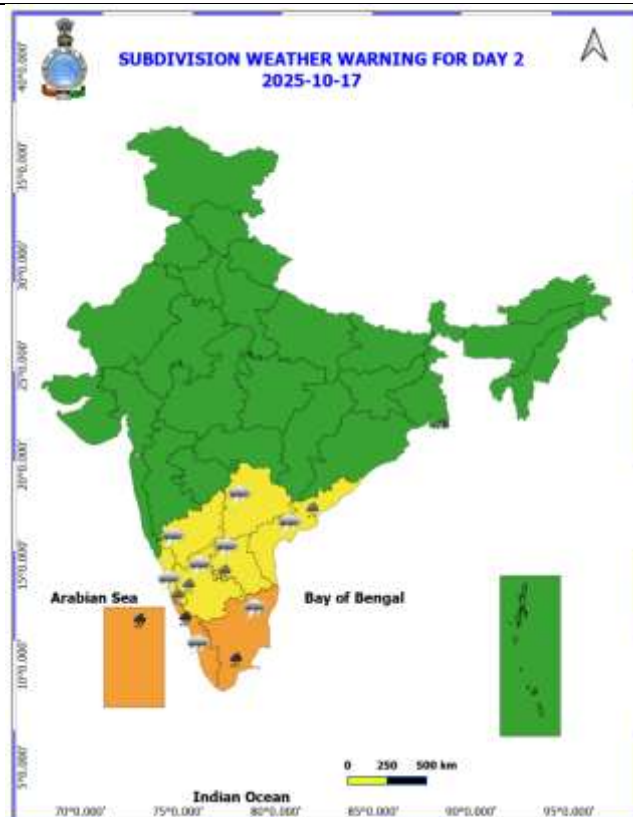 SUBDIVISION WEATHER WARNING FOR DAY 2
2025-10-17
40°0.000'
35°0.000'
30°0.000'
25°0.000'
20°0.000'
15°0.000'
Arabian Sea
Bay of Bengal
10°0.000'
5°0.000'
0 250 500 km
Indian Ocean
70°0.000' 75°0.000' 80°0.000' 85°0.000' 90°0.000' 95°0.000'